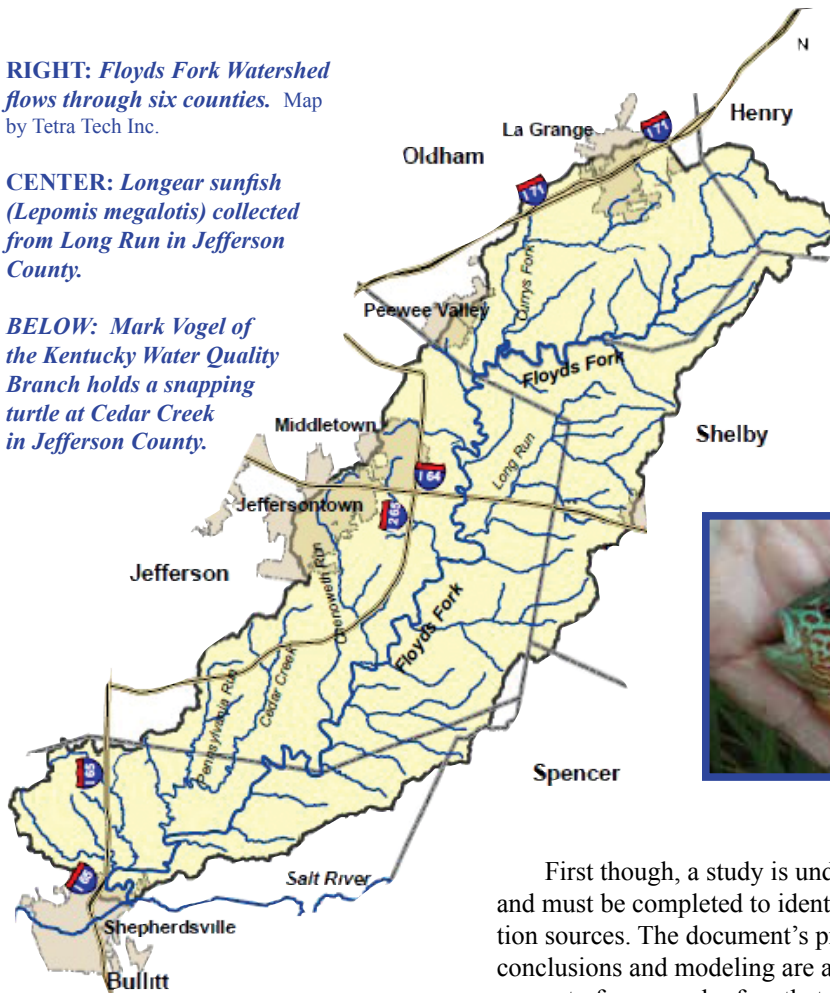 RIGHT: Floyds Fork Watershed
flows through six counties. Map
by Tetra Tech Inc.
CENTER: Longear sunfish
(Lepomis megalotis) collected
from Long Run in Jefferson
County.
BELOW: Mark Vogel of
the Kentucky Water Quality
Branch holds a snapping
turtle at Cedar Creek
in Jefferson County.
N
Henry
La Grange
I 71
Oldham
I 71
Currys Fork
Peewee Valley
Floyds Fork
Shelby
Middletown
Long Run
I 64
Jeffersontown
I 265
Jefferson
Chenoweth Run
Floyds Fork
Cedar Creek
Pennsylvania Run
Spencer
I 65
Salt River
I 65
Shepherdsville
Bullitt
First though, a study is
and must be completed to
tion sources. The document's
conclusions and modeling are